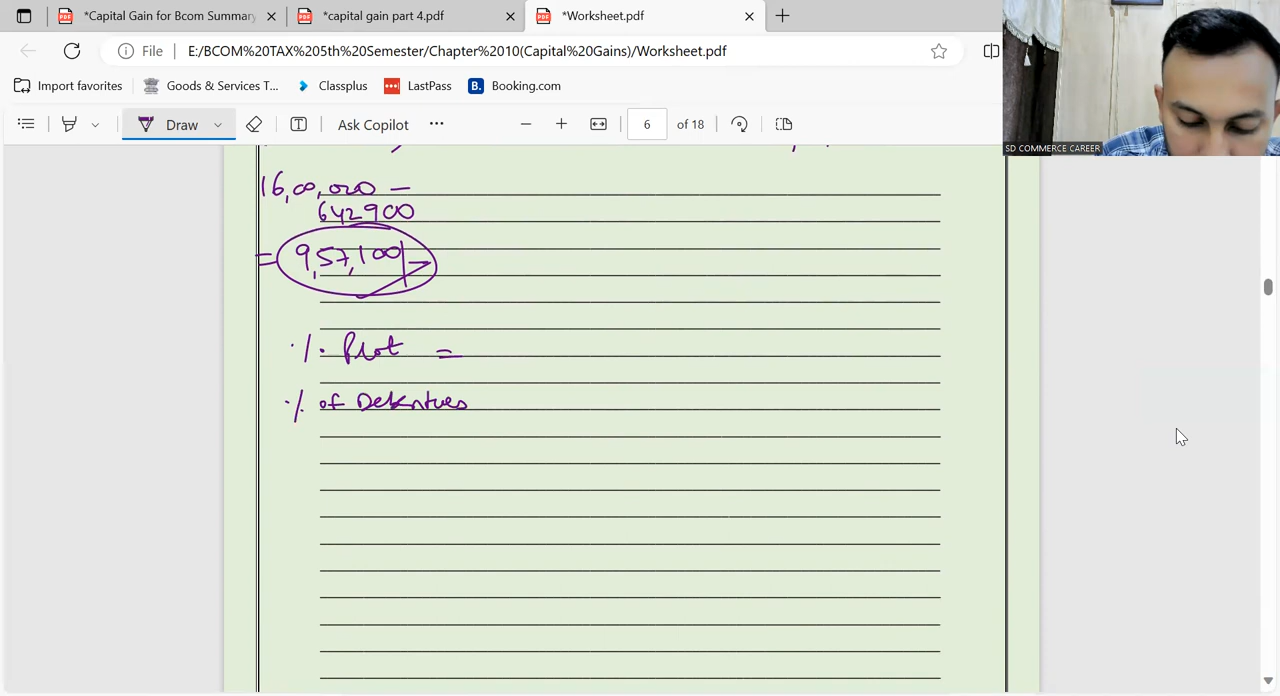 *Capital Gain for Bcom Summary
*capital gain part 4.pdf
*Worksheet.pdf
File
E:/BCOM%20TAX%205th%20Semester/Chapter%2010(Capital%20Gains)/Worksheet.pdf
Import favorites
Goods & Services T...
Classplus
LastPass
B.
Booking.com
Draw
Ask Copilot
6
of 18
SD COMMERCE CAREER
16,00,000 –
642900
= 9,57,100/-
% Plot =
% of Debentures